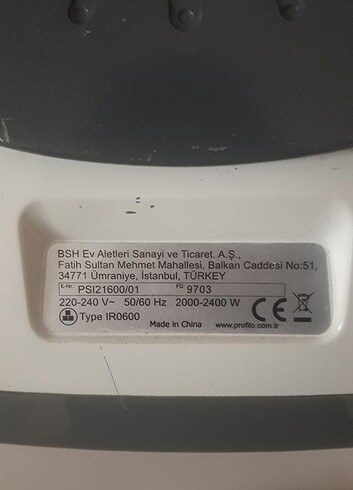 BSH Ev Aletleri Sanayi ve Ticaret. A.Ş.,
Fatih Sultan Mehmet Mahallesi, Balkan Caddesi No:51,
34771 Ümraniye, İstanbul, TÜRKEY
E-Nr. PSI21600/01 FD 9703
220-240 V~ 50/60 Hz 2000-2400 W
Type IR0600 Made in China www.profilo.com.tr
CE